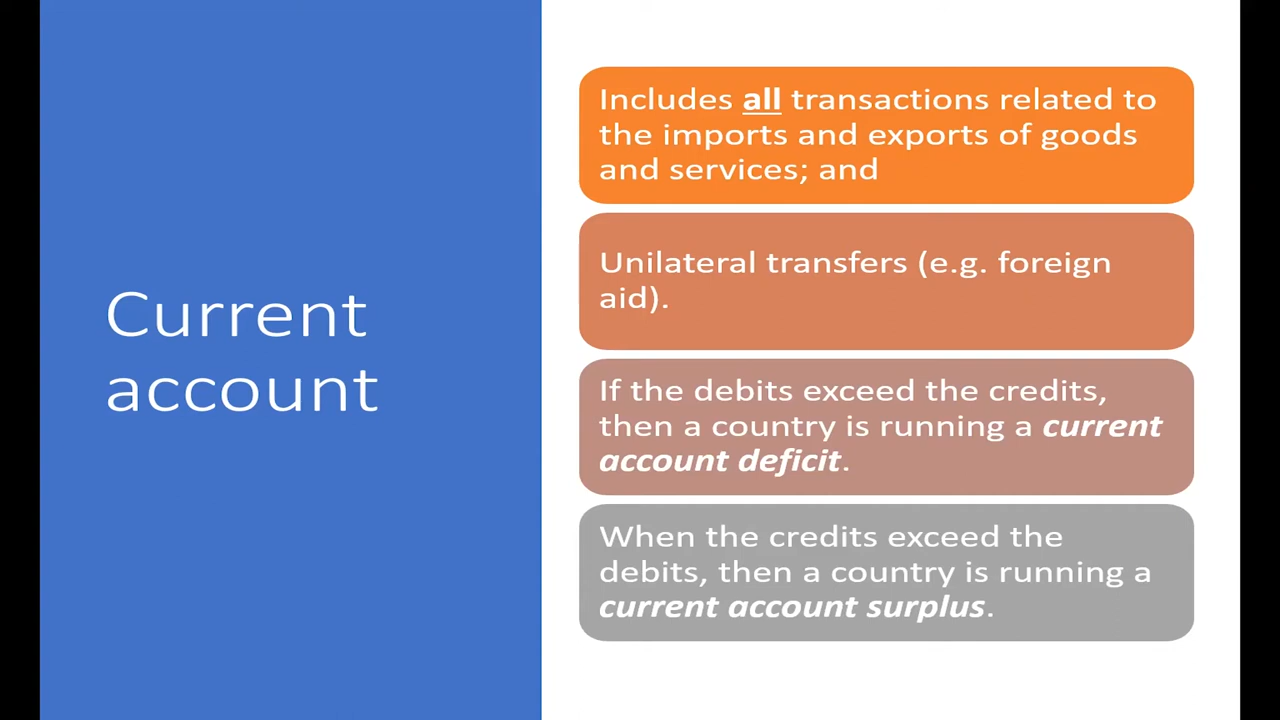 Current
account
Includes all transactions related to
the imports and exports of goods
and services; and
Unilateral transfers (e.g. foreign
aid).
If the debits exceed the credits,
then a country is running a current
account deficit.
When the credits exceed the
debits, then a country is running a
current account surplus.